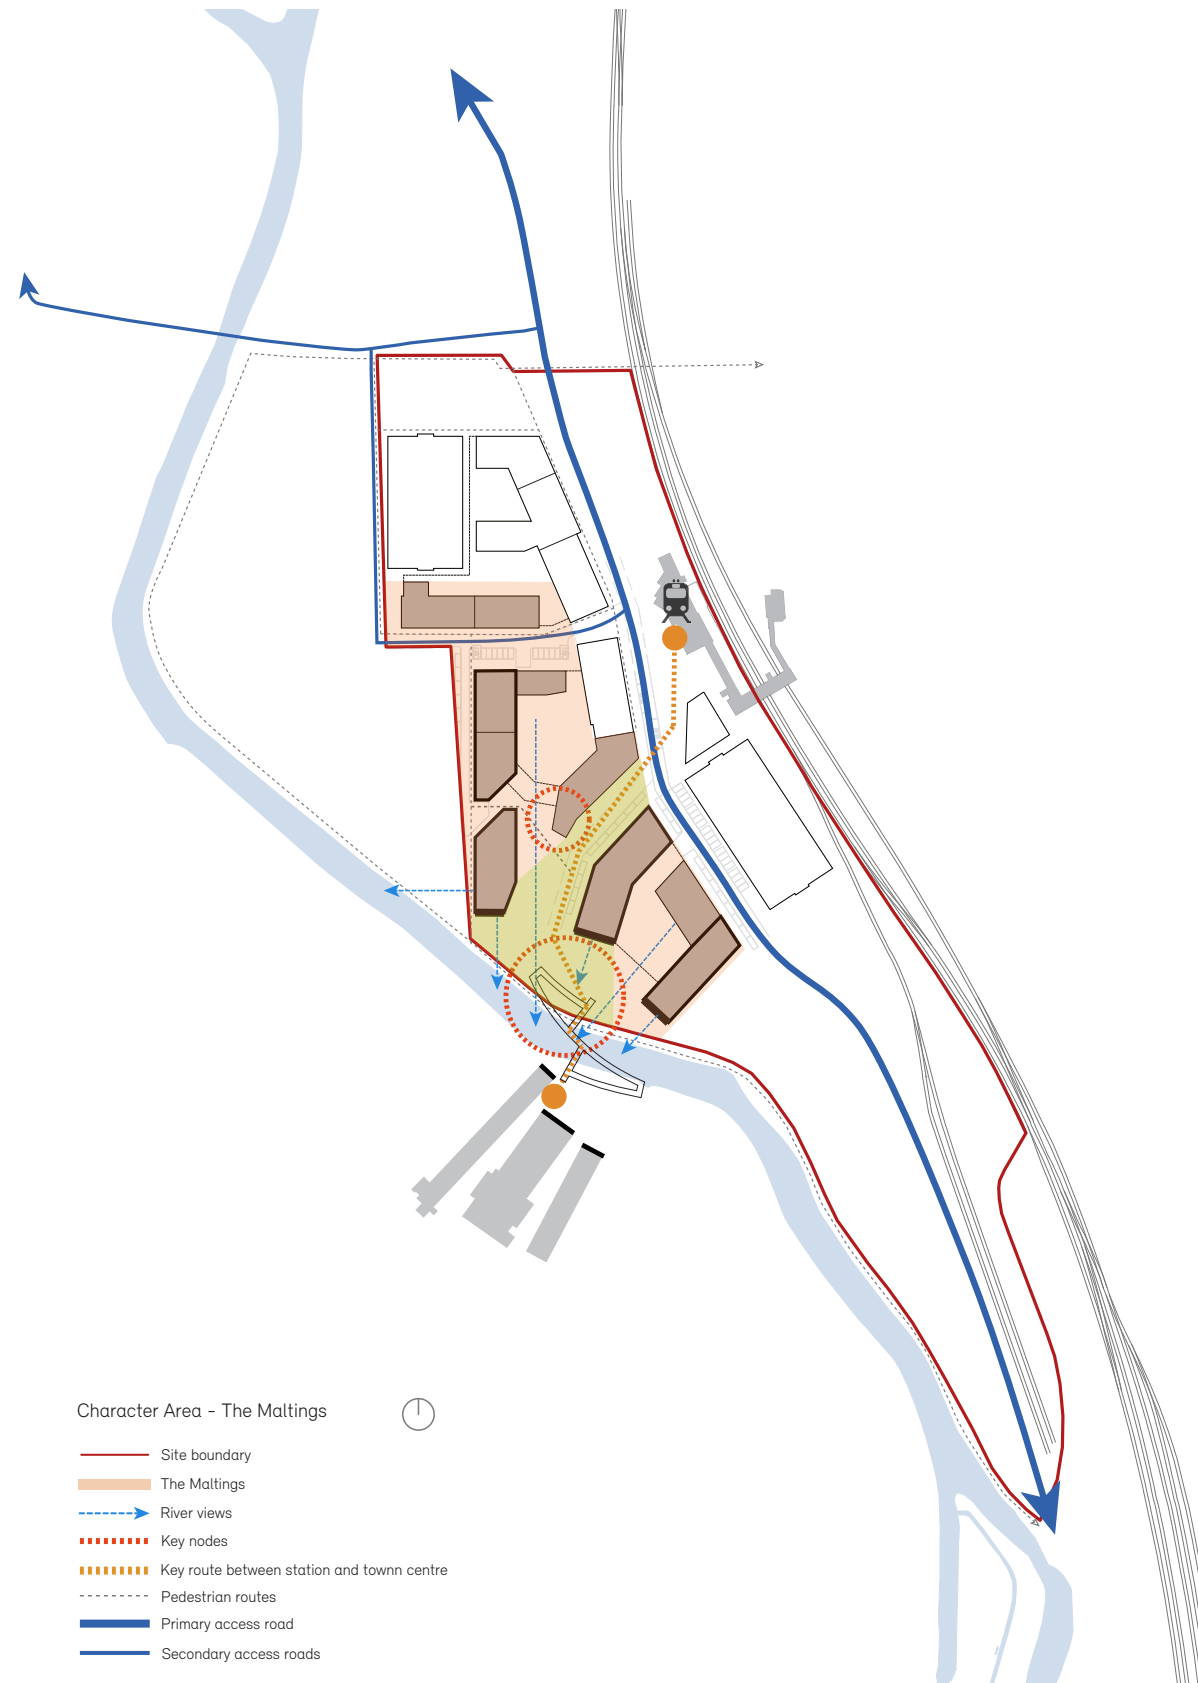 Character Area - The Maltings
Site boundary
The Maltings
River views
Key nodes
Key route between station and townn centre
Pedestrian routes
Primary access road
Secondary access roads